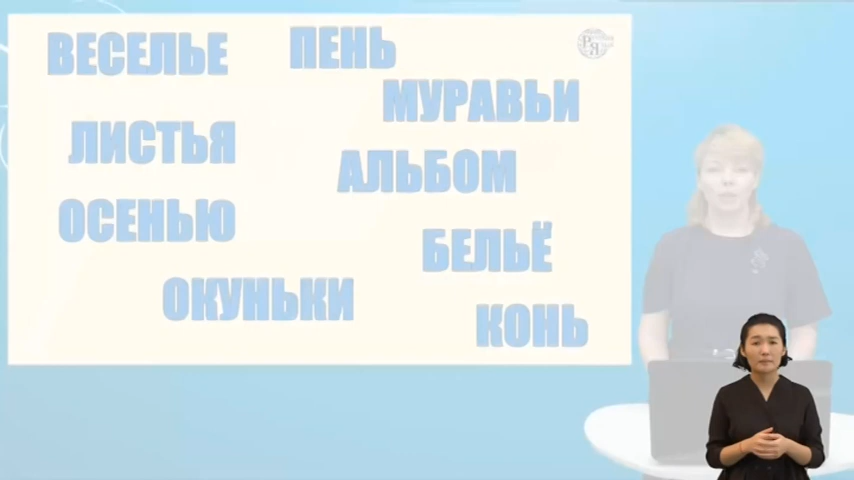 ВЕСЕЛЬЕ
ПЕНЬ
МУРАВЬИ
ЛИСТЬЯ
АЛЬБОМ
ОСЕНЬЮ
БЕЛЬЁ
ОКУНЬКИ
КОНЬ